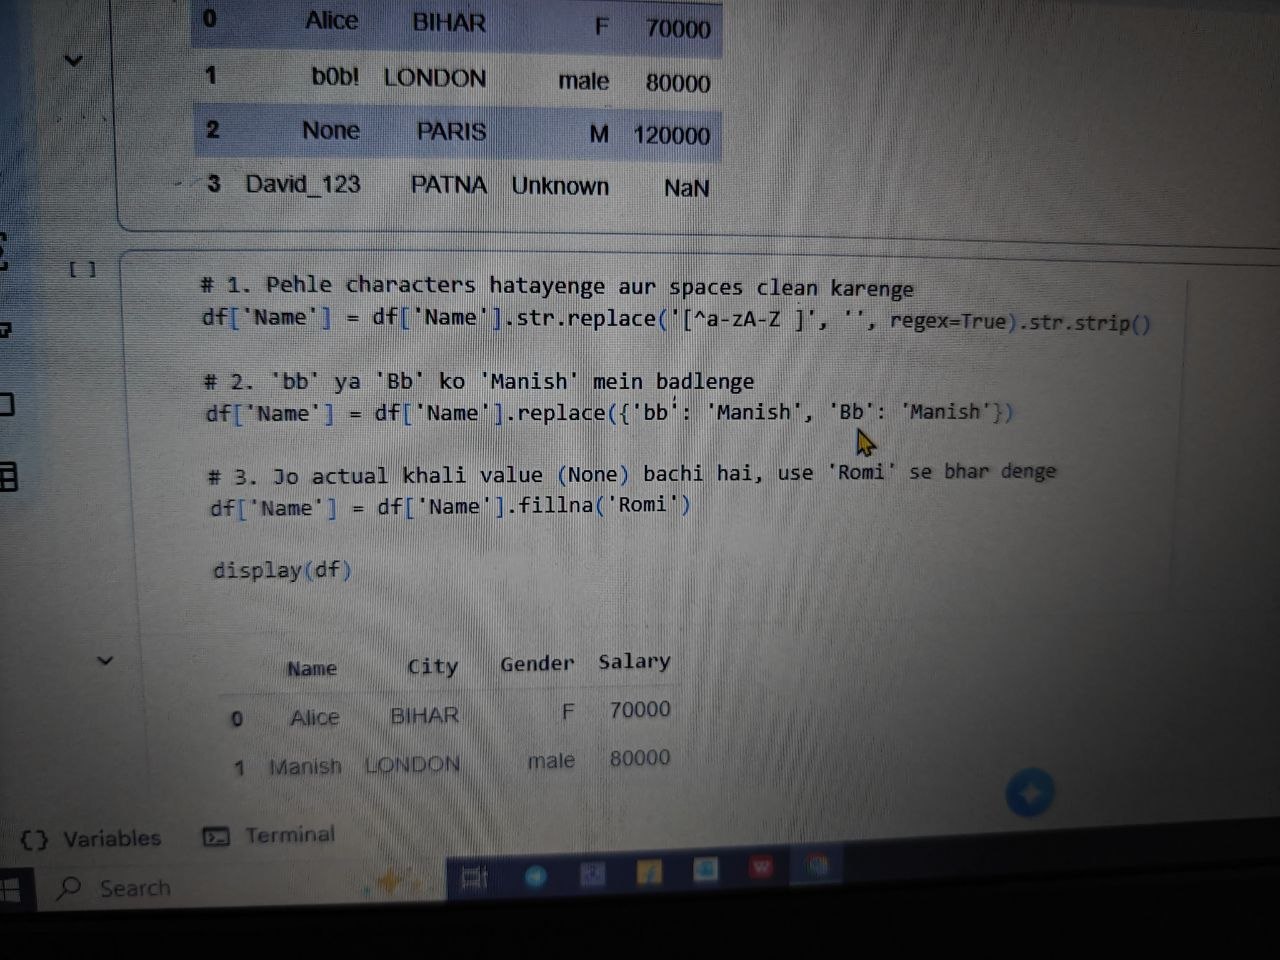 0 Alice BIHAR F 70000
1 b0b! LONDON male 80000
2 None PARIS M 120000
3 David_123 PATNA Unknown NaN
[ ]
# 1. Pehle characters hatayenge aur spaces clean karenge
df['Name'] = df['Name'].str.replace('[^a-zA-Z ]', '', regex=True).str.strip()
# 2. 'bb' ya 'Bb' ko 'Manish' mein badlenge
df['Name'] = df['Name'].replace({'bb': 'Manish', 'Bb': 'Manish'})
# 3. Jo actual khali value (None) bachi hai, use 'Romi' se bhar denge
df['Name'] = df['Name'].fillna('Romi')
display(df)
Name City Gender Salary
0 Alice BIHAR F 70000
1 Manish LONDON male 80000
{} Variables Terminal
Search